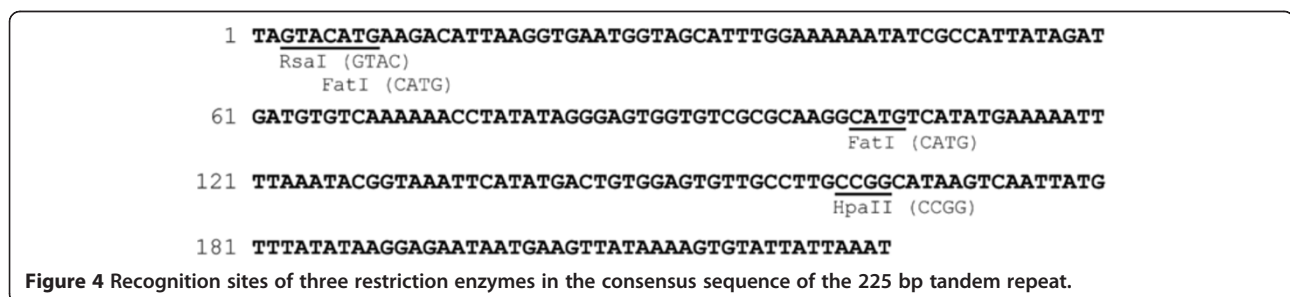 1 TAGTACATGAAGACATTAAGGTGAATGGTAGCATTTGGAAAAAATATCGCCATTATAGAT
RsaI (GTAC)
FatI (CATG)
61 GATGTGTCAAAAAACCTATATAGGGAGTGGTGTCGCGCAAGGCATGTCATATGAAAAATT
FatI (CATG)
121 TTAAATACGGTAAATTCATATGACTGTGGAGTGTTGCCTTGCCGGCATAAGTCAATTATG
HpaII (CCGG)
181 TTTATATAAGGAGAATAATGAAGTTATAAAAGTGTATTATTAAAT
Figure 4 Recognition sites of three restriction enzymes in the consensus sequence of the 225 bp tandem repeat.